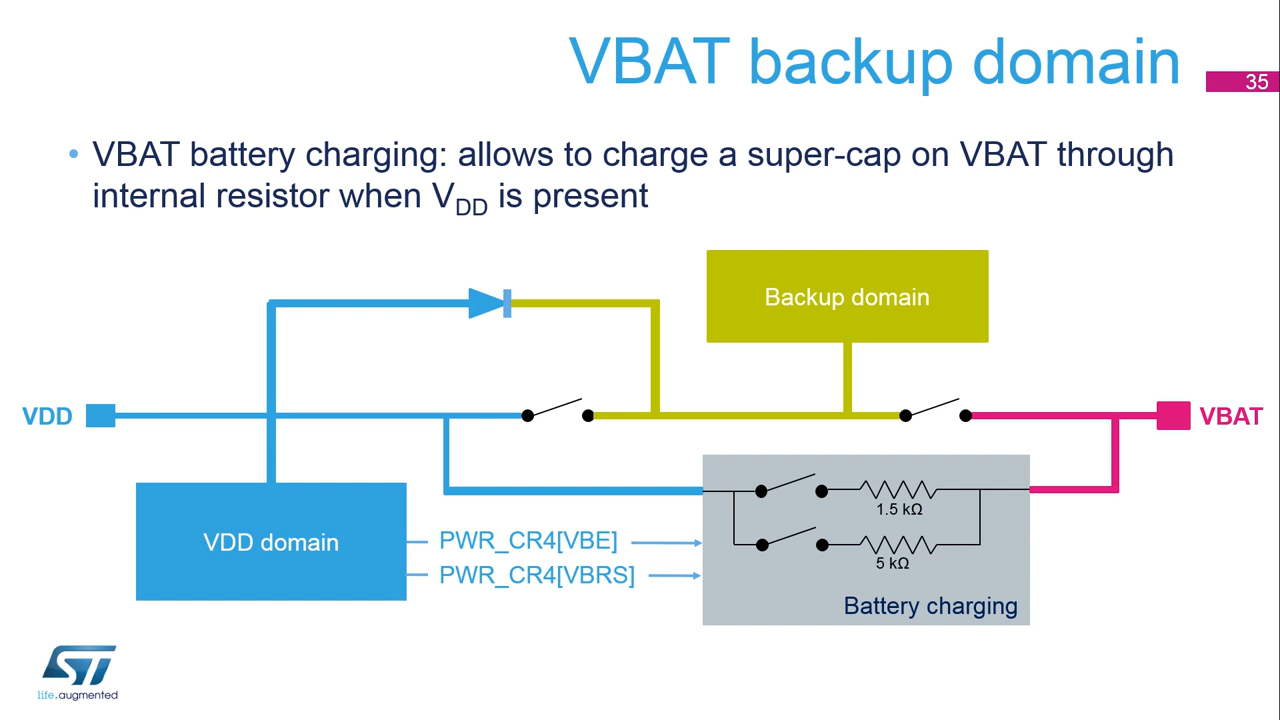 VBAT backup domain
35
• VBAT battery charging: allows to charge a super-cap on VBAT through
internal resistor when VDD is present
Backup domain
VDD
VBAT
1.5 kΩ
VDD domain
PWR_CR4[VBE]
5 kΩ
PWR_CR4[VBRS]
Battery charging
ST
life.augmented